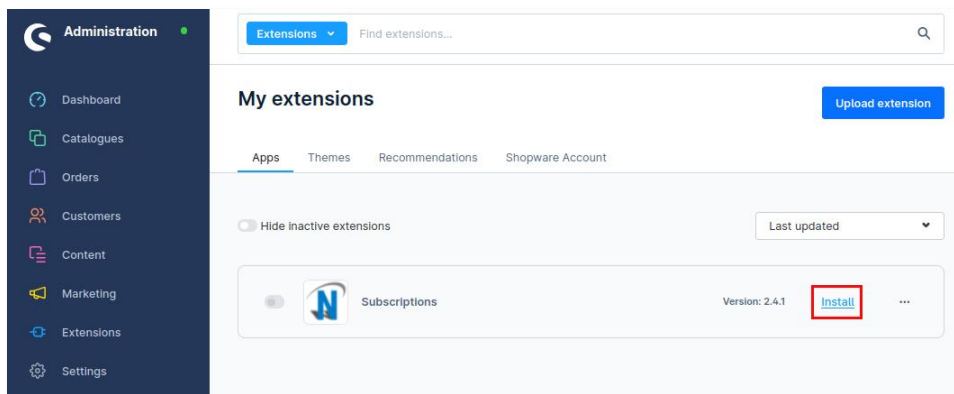 Administration
Extensions
Find extensions...
Dashboard
Catalogues
Orders
Customers
Content
Marketing
Extensions
Settings
My extensions
Upload extension
Apps Themes Recommendations Shopware Account
Hide inactive extensions
Last updated
N
Subscriptions
Version: 2.4.1
Install
...